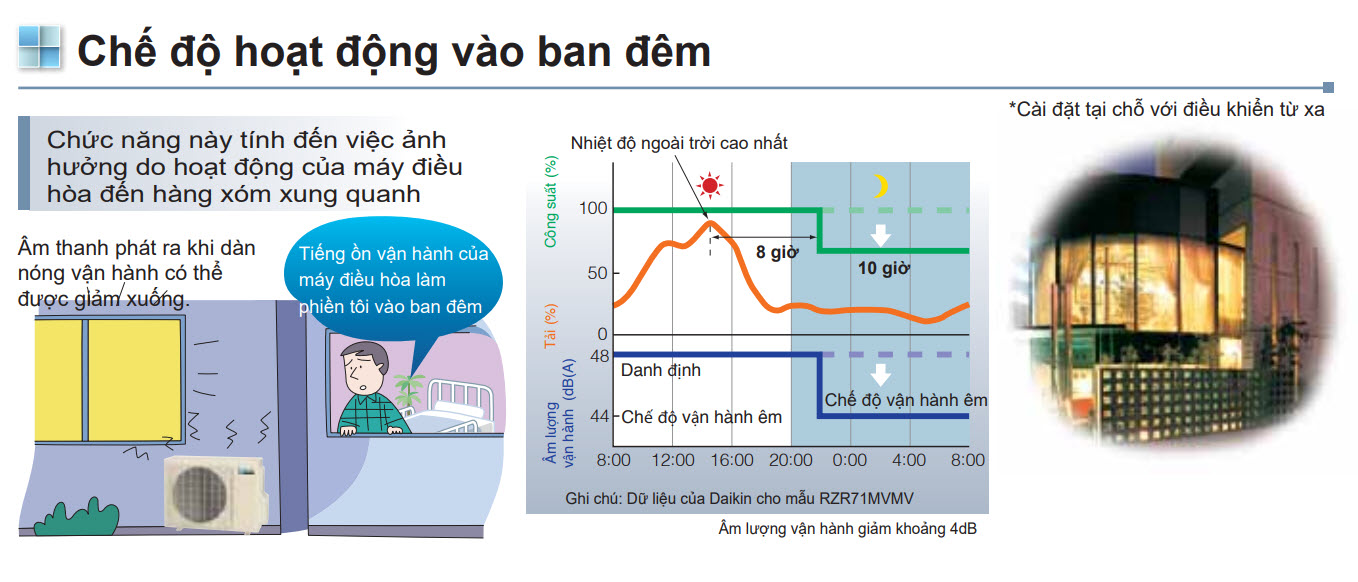 Chế độ hoạt động vào ban đêm
*Cài đặt tại chỗ với điều khiển từ xa
Chức năng này tính đến việc ảnh
hưởng do hoạt động của máy điều
hòa đến hàng xóm xung quanh
Âm thanh phát ra khi dàn
nóng vận hành có thể
được giảm xuống.
Tiếng ồn vận hành của
máy điều hòa làm
phiền tôi vào ban đêm
Nhiệt độ ngoài trời cao nhất
Công suất (%)
100
8 giờ
10 giờ
50
Tải (%)
0
48
Danh định
Chế độ vận hành êm
44
Chế độ vận hành êm
Âm lượng
vận hành (dB(A)
8:00 12:00 16:00 20:00 0:00 4:00 8:00
Ghi chú: Dữ liệu của Daikin cho mẫu RZR71MVMV
Âm lượng vận hành giảm khoảng 4dB